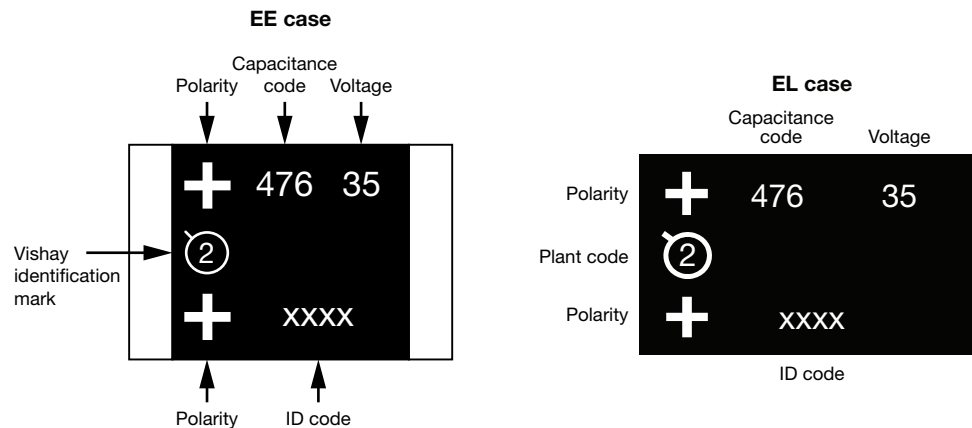 EE case
Capacitance
code
Polarity
Voltage
476 35
2
xxxx
Vishay
identification
mark
Polarity
ID code
EL case
Capacitance
code
Voltage
Polarity
476 35
Plant code
2
Polarity
xxxx
ID code